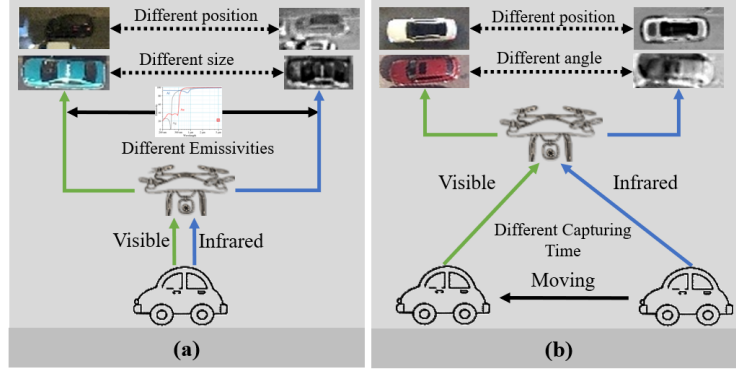 Different position
Different size
Different Emissivities
Visible
Infrared
(a)
Different position
Different angle
Visible
Infrared
Different Capturing
Time
Moving
(b)